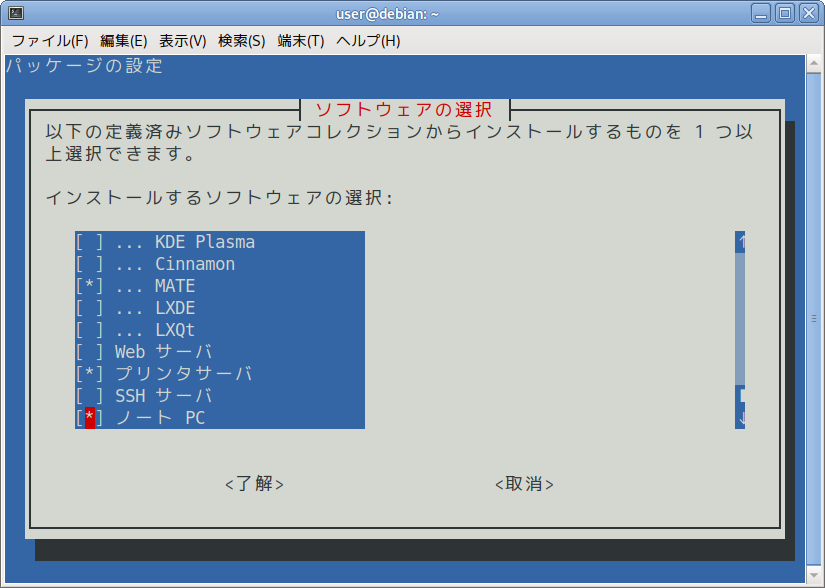 user@debian: ~
ファイル(F) 編集(E) 表示(V) 検索(S) 端末(T) ヘルプ(H)
パッケージの設定
ソフトウェアの選択
以下の定義済みソフトウェアコレクションからインストールするものを 1 つ以
上選択できます。
インストールするソフトウェアの選択:
[ ] ... KDE Plasma
[ ] ... Cinnamon
[*] ... MATE
[ ] ... LXDE
[ ] ... LXQt
[ ] Web サーバ
[*] プリンタサーバ
[ ] SSH サーバ
[*] ノート PC
<了解> <取消>